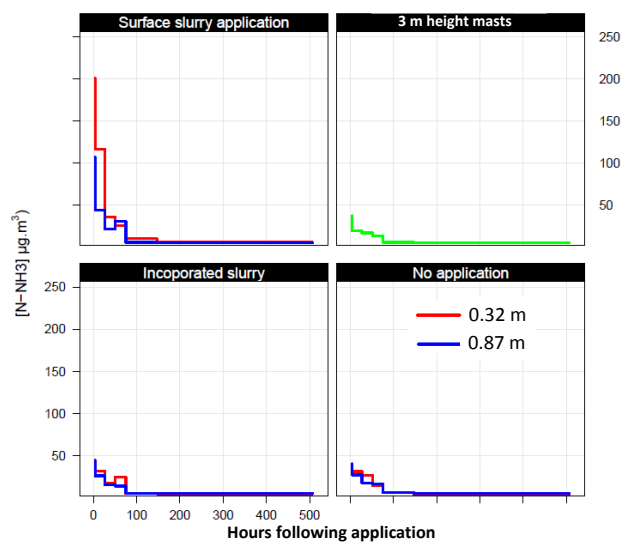 Surface slurry application
3 m height masts
250
200
150
100
50
[N−NH3] µg.m³)
Incoporated slurry
No application
250
200
150
100
50
0.32 m
0.87 m
0 100 200 300 400 500
Hours following application